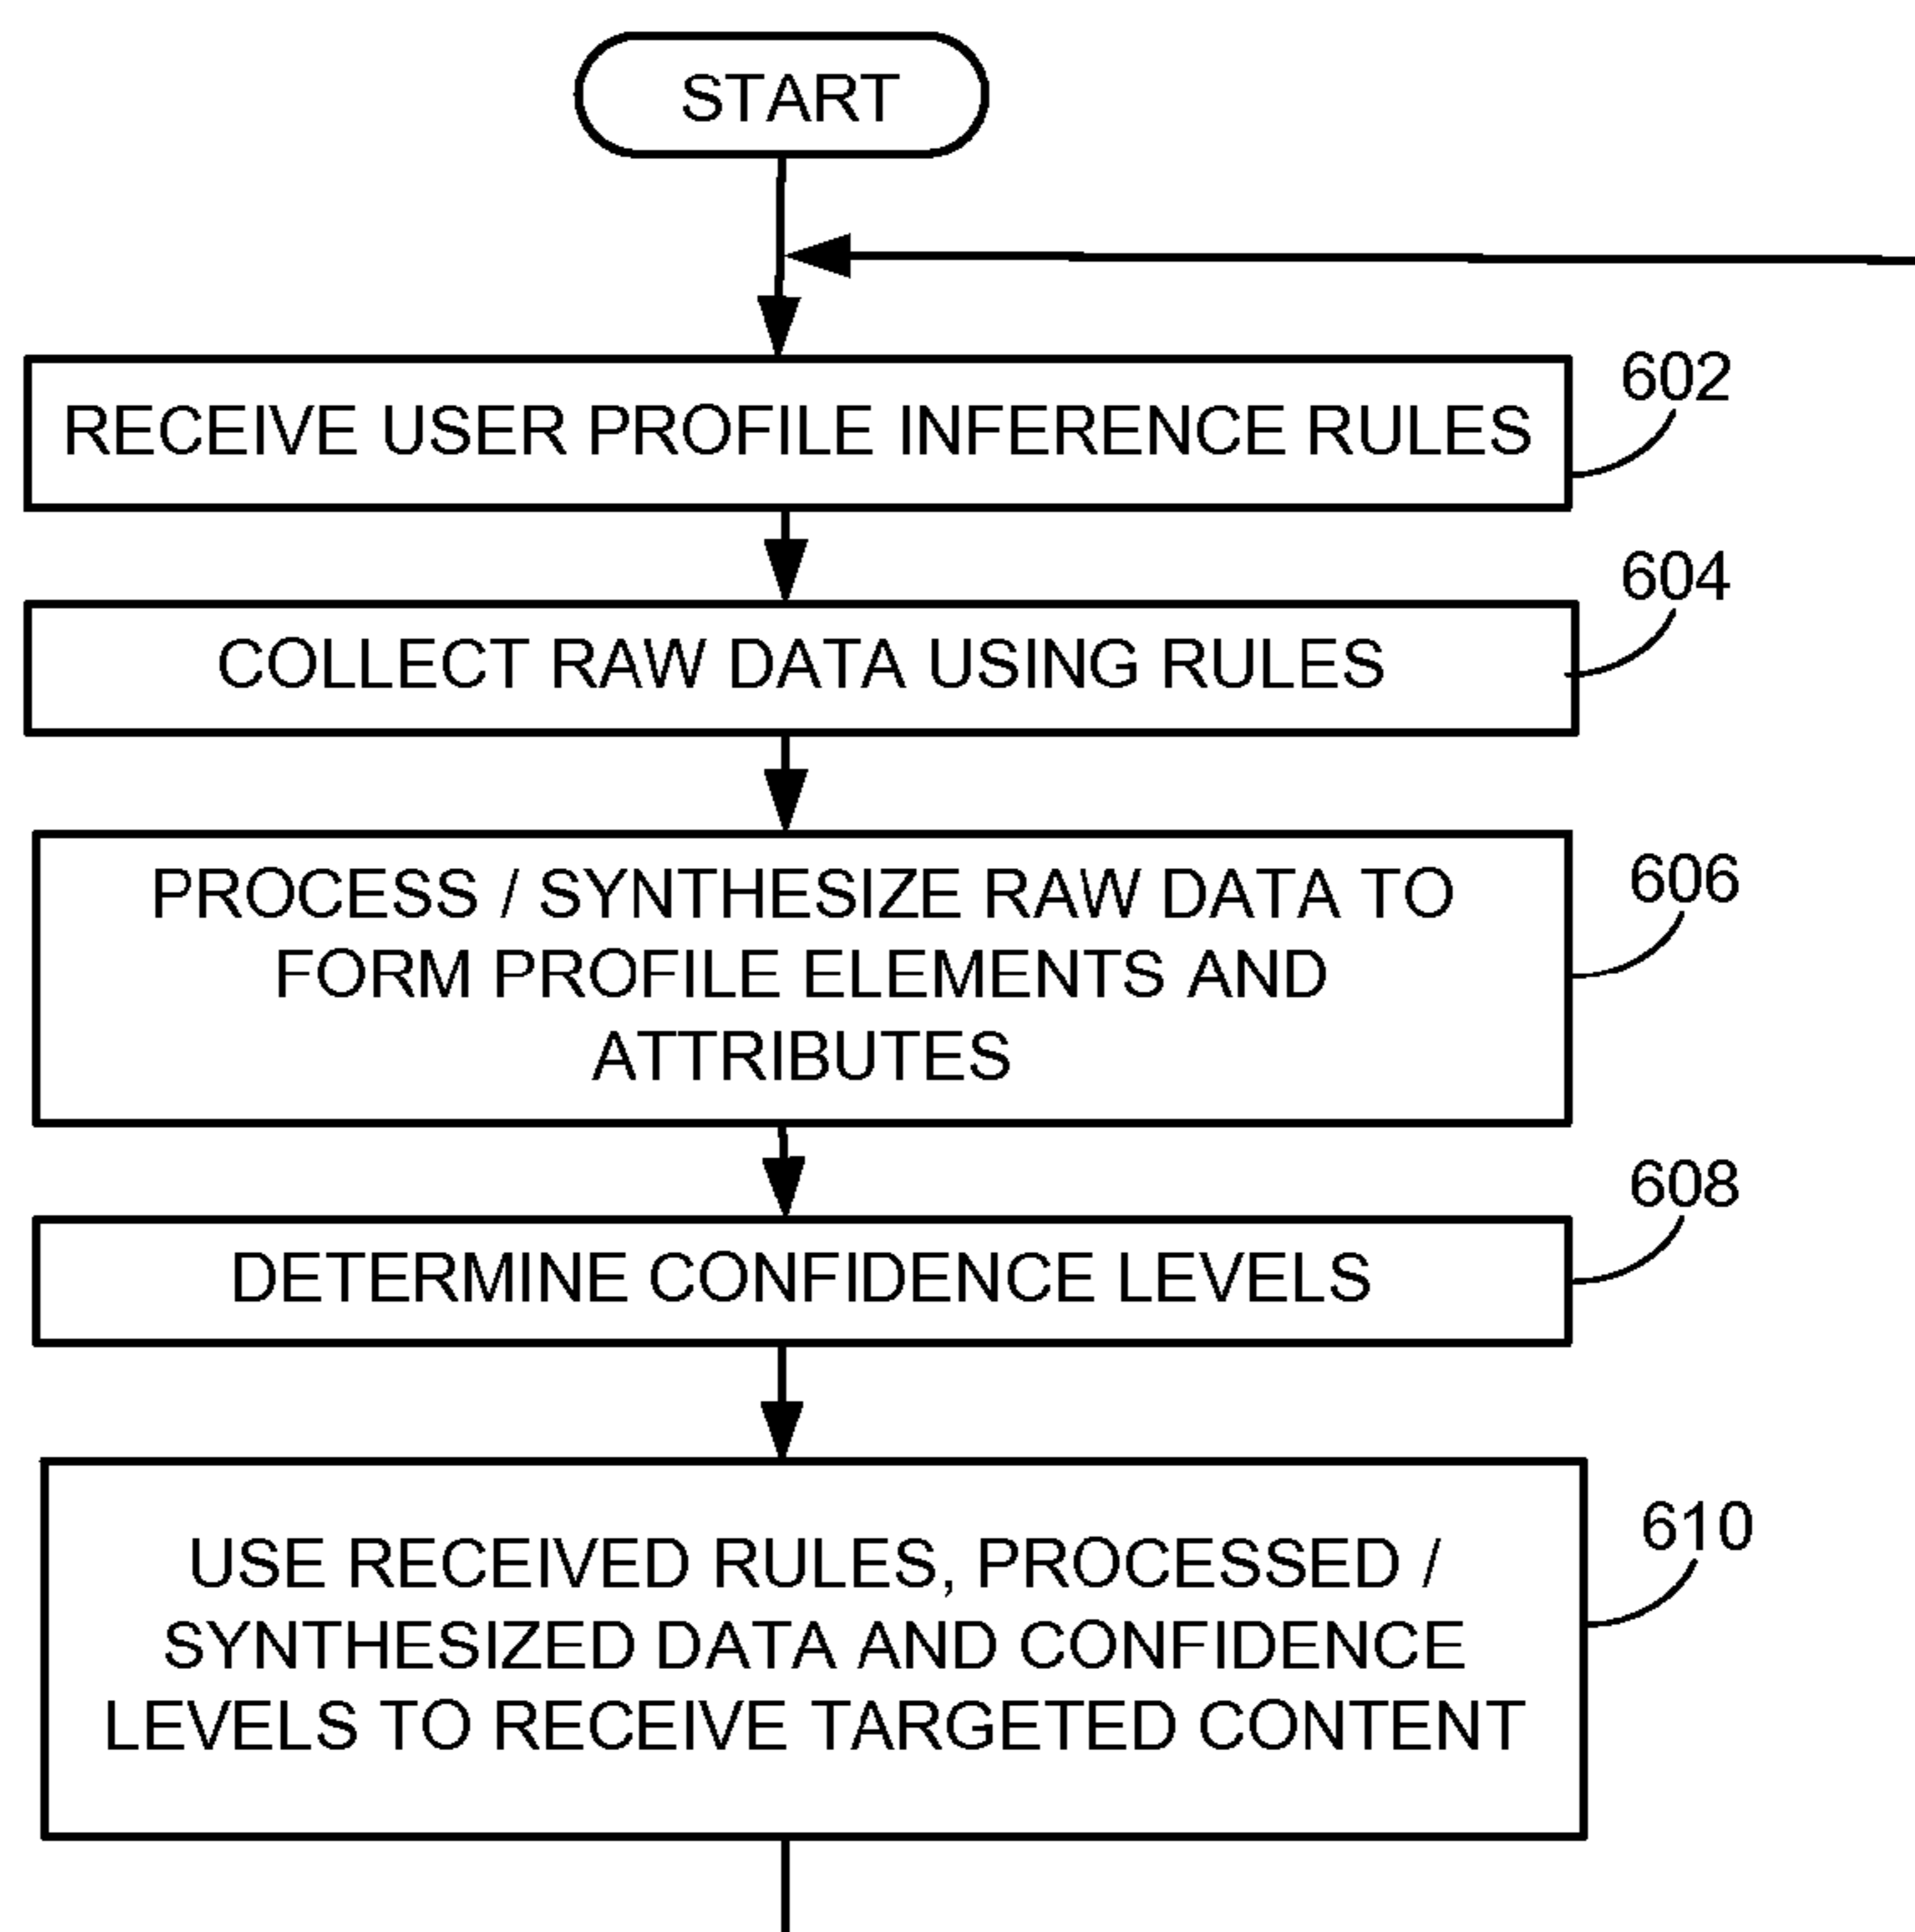 START
602
RECEIVE USER PROFILE INFERENCE RULES
604
COLLECT RAW DATA USING RULES
606
PROCESS / SYNTHESIZE RAW DATA TO
FORM PROFILE ELEMENTS AND
ATTRIBUTES
608
DETERMINE CONFIDENCE LEVELS
610
USE RECEIVED RULES, PROCESSED /
SYNTHESIZED DATA AND CONFIDENCE
LEVELS TO RECEIVE TARGETED CONTENT